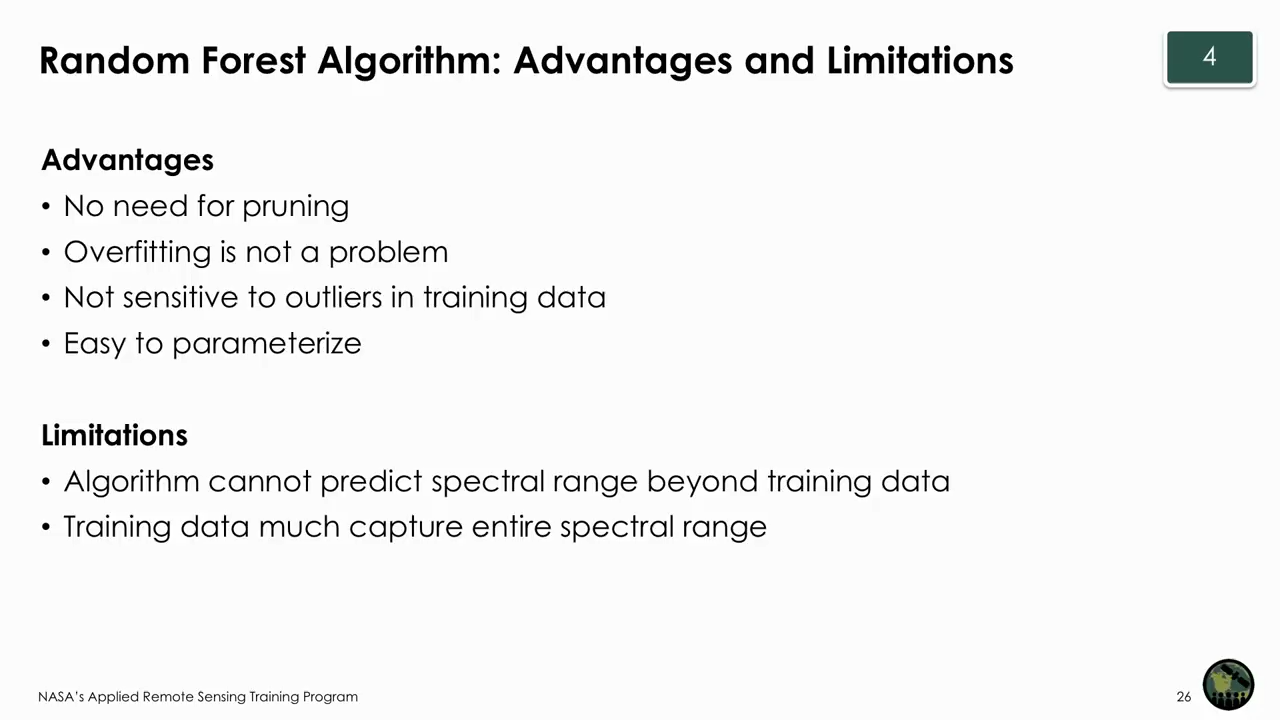 Random Forest Algorithm: Advantages and Limitations
4
Advantages
• No need for pruning
• Overfitting is not a problem
• Not sensitive to outliers in training data
• Easy to parameterize
Limitations
• Algorithm cannot predict spectral range beyond training data
• Training data much capture entire spectral range
NASA's Applied Remote Sensing Training Program
26